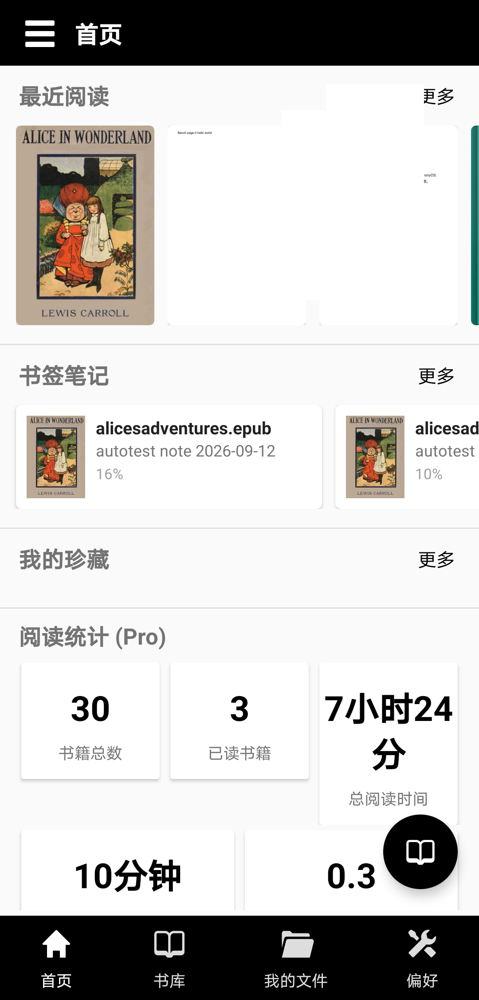 首页
最近阅读
更多
ALICE IN WONDERLAND
LEWIS CARROLL
Bench page 0 hello world
nonyOS.
取。
书签笔记
更多
ALICE IN WONDERLAND
LEWIS CARROLL
alicesadventures.epub
autotest note 2026-09-12
16%
ALICE IN WONDERLAND
LEWIS CARROLL
alicesad
autotest
10%
我的珍藏
更多
阅读统计 (Pro)
30
书籍总数
3
已读书籍
7小时24
分
总阅读时间
10分钟
0.3
首页
书库
我的文件
偏好